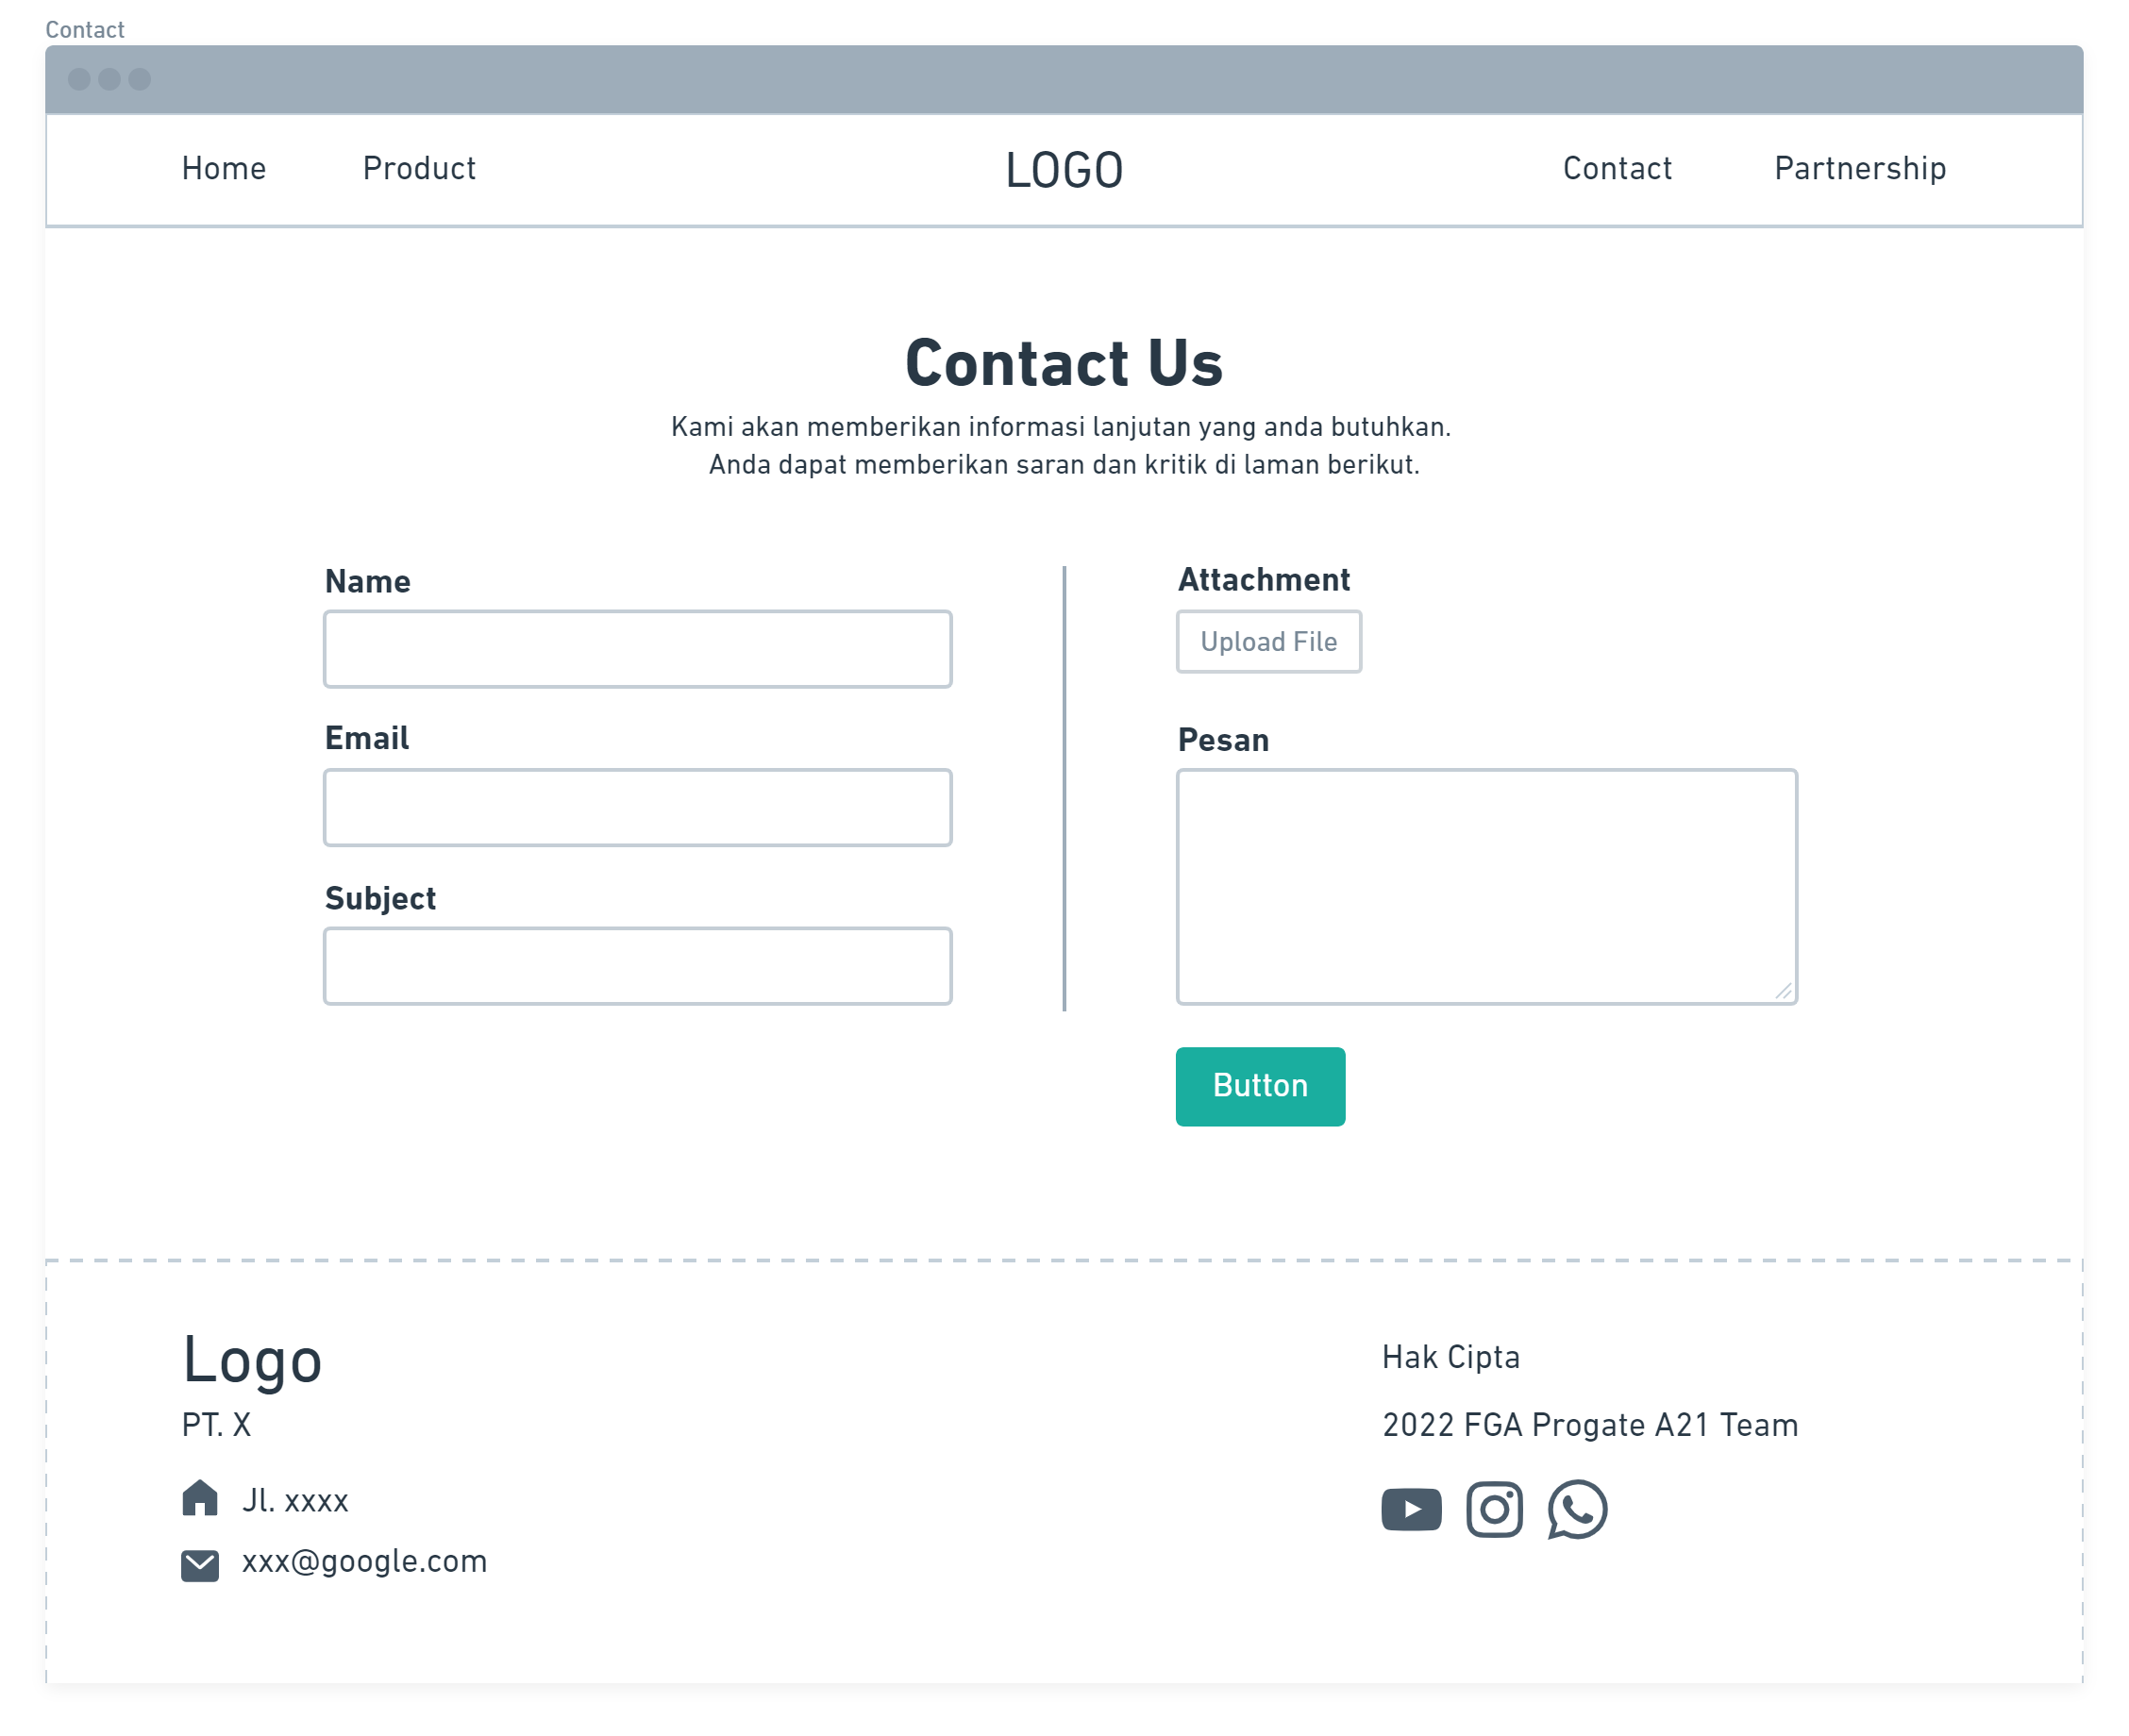 Contact
Home Product LOGO Contact Partnership
Contact Us
Kami akan memberikan informasi lanjutan yang anda butuhkan.
Anda dapat memberikan saran dan kritik di laman berikut.
Name
Email
Subject
Attachment
Upload File
Pesan
Button
Logo
PT. X
Jl. xxxx
xxx@google.com
Hak Cipta
2022 FGA Progate A21 Team